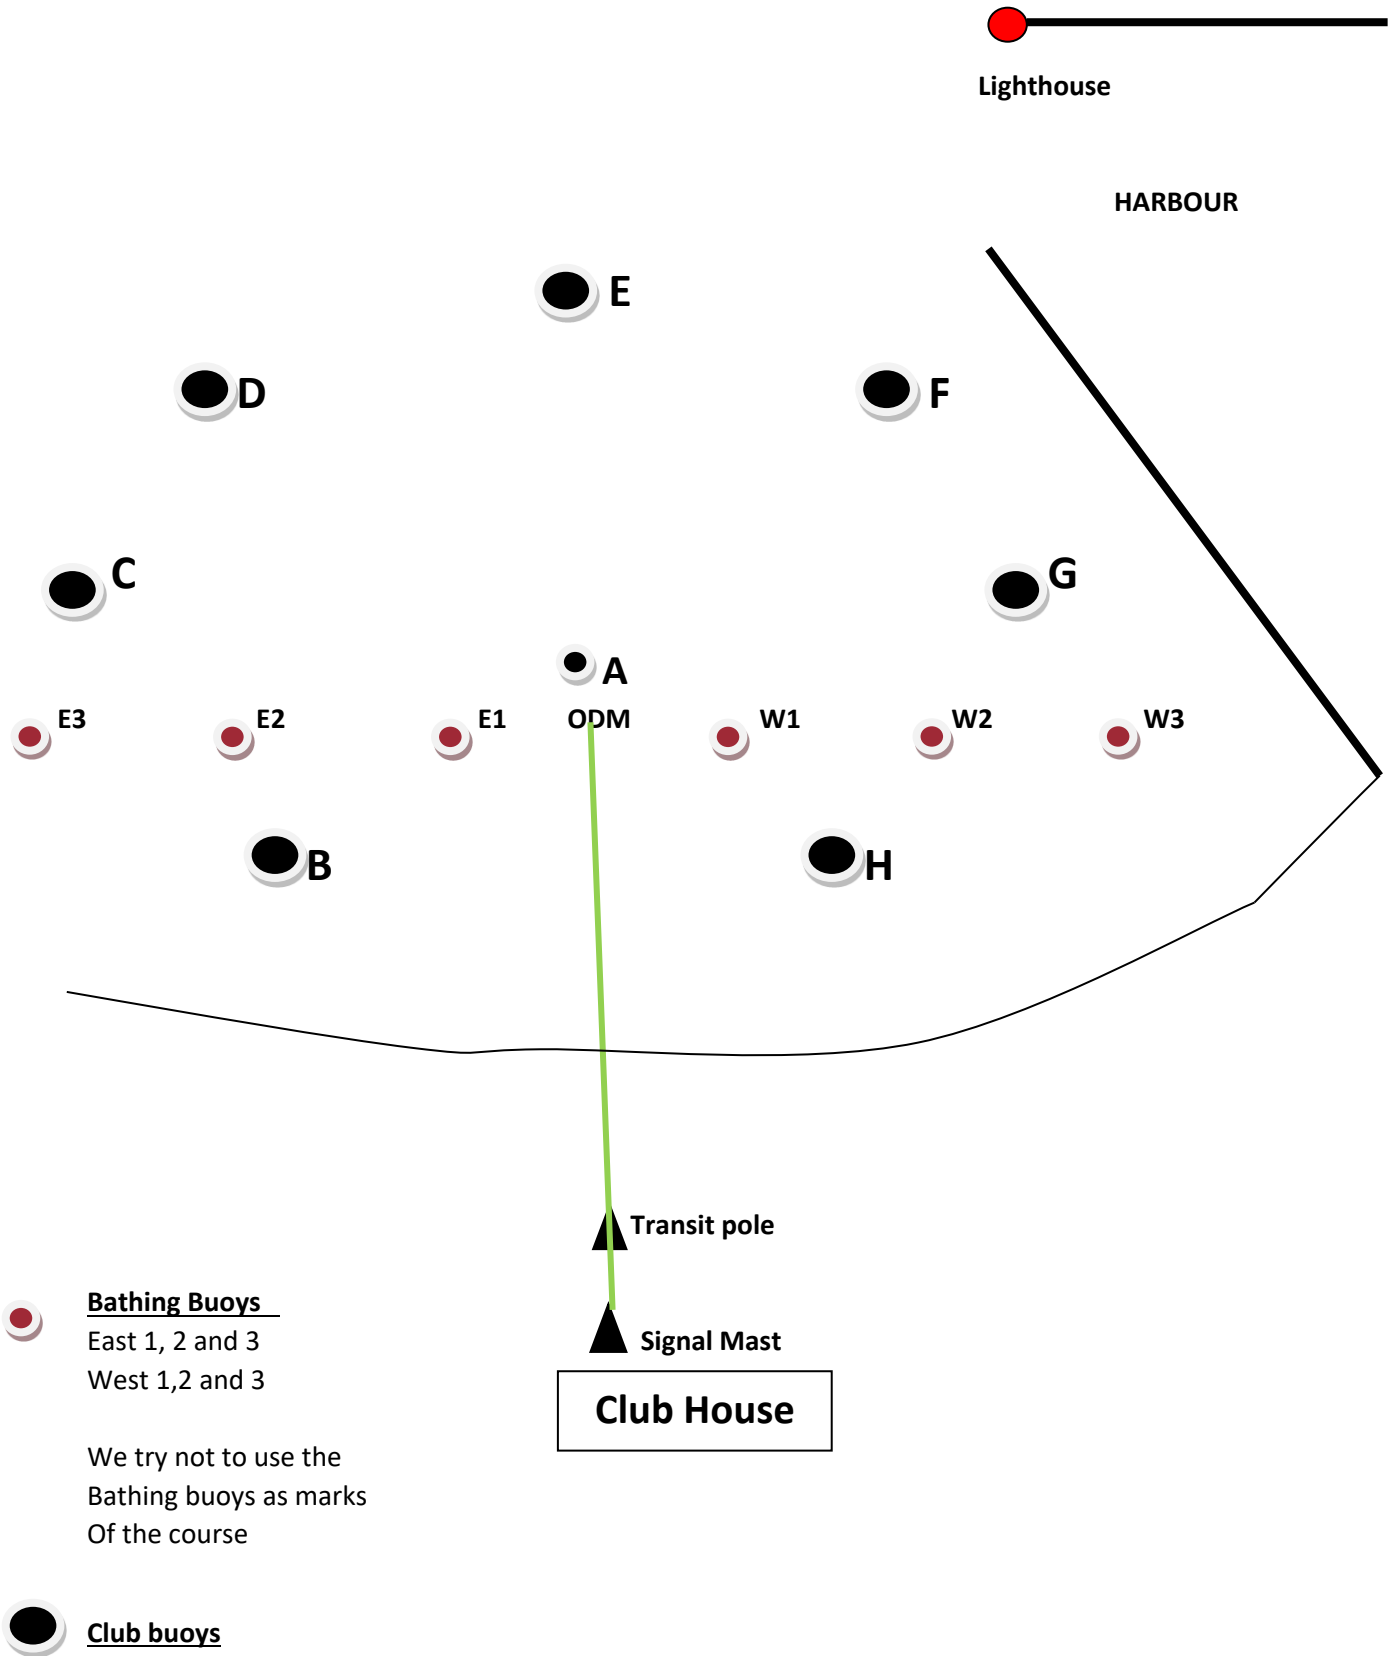 Lighthouse
HARBOUR
E
D
F
C
G
A
E3
E2
E1
ODM
W1
W2
W3
B
H
Transit pole
Bathing Buoys
East 1, 2 and 3
Signal Mast
West 1,2 and 3
Club House
We try not to use the
Bathing buoys as marks
Of the course
Club buoys